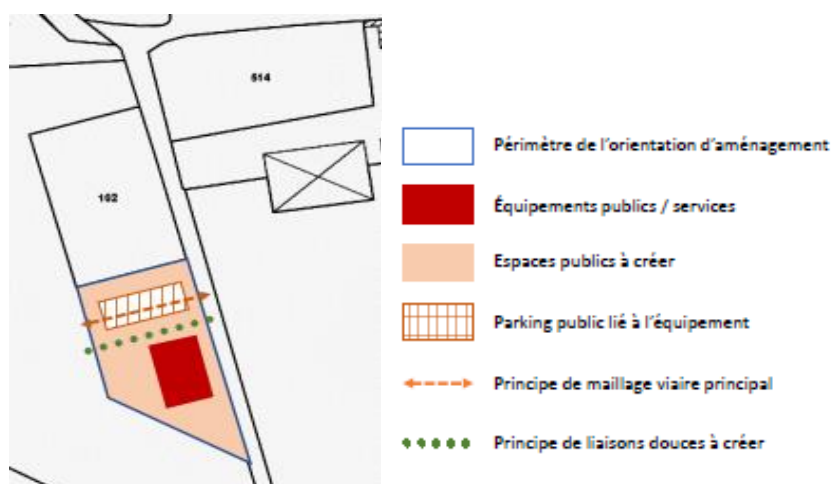 514
102
Périmètre de l'orientation d'aménagement
Équipements publics / services
Espaces publics à créer
Parking public lié à l'équipement
Principe de maillage viaire principal
Principe de liaisons douces à créer